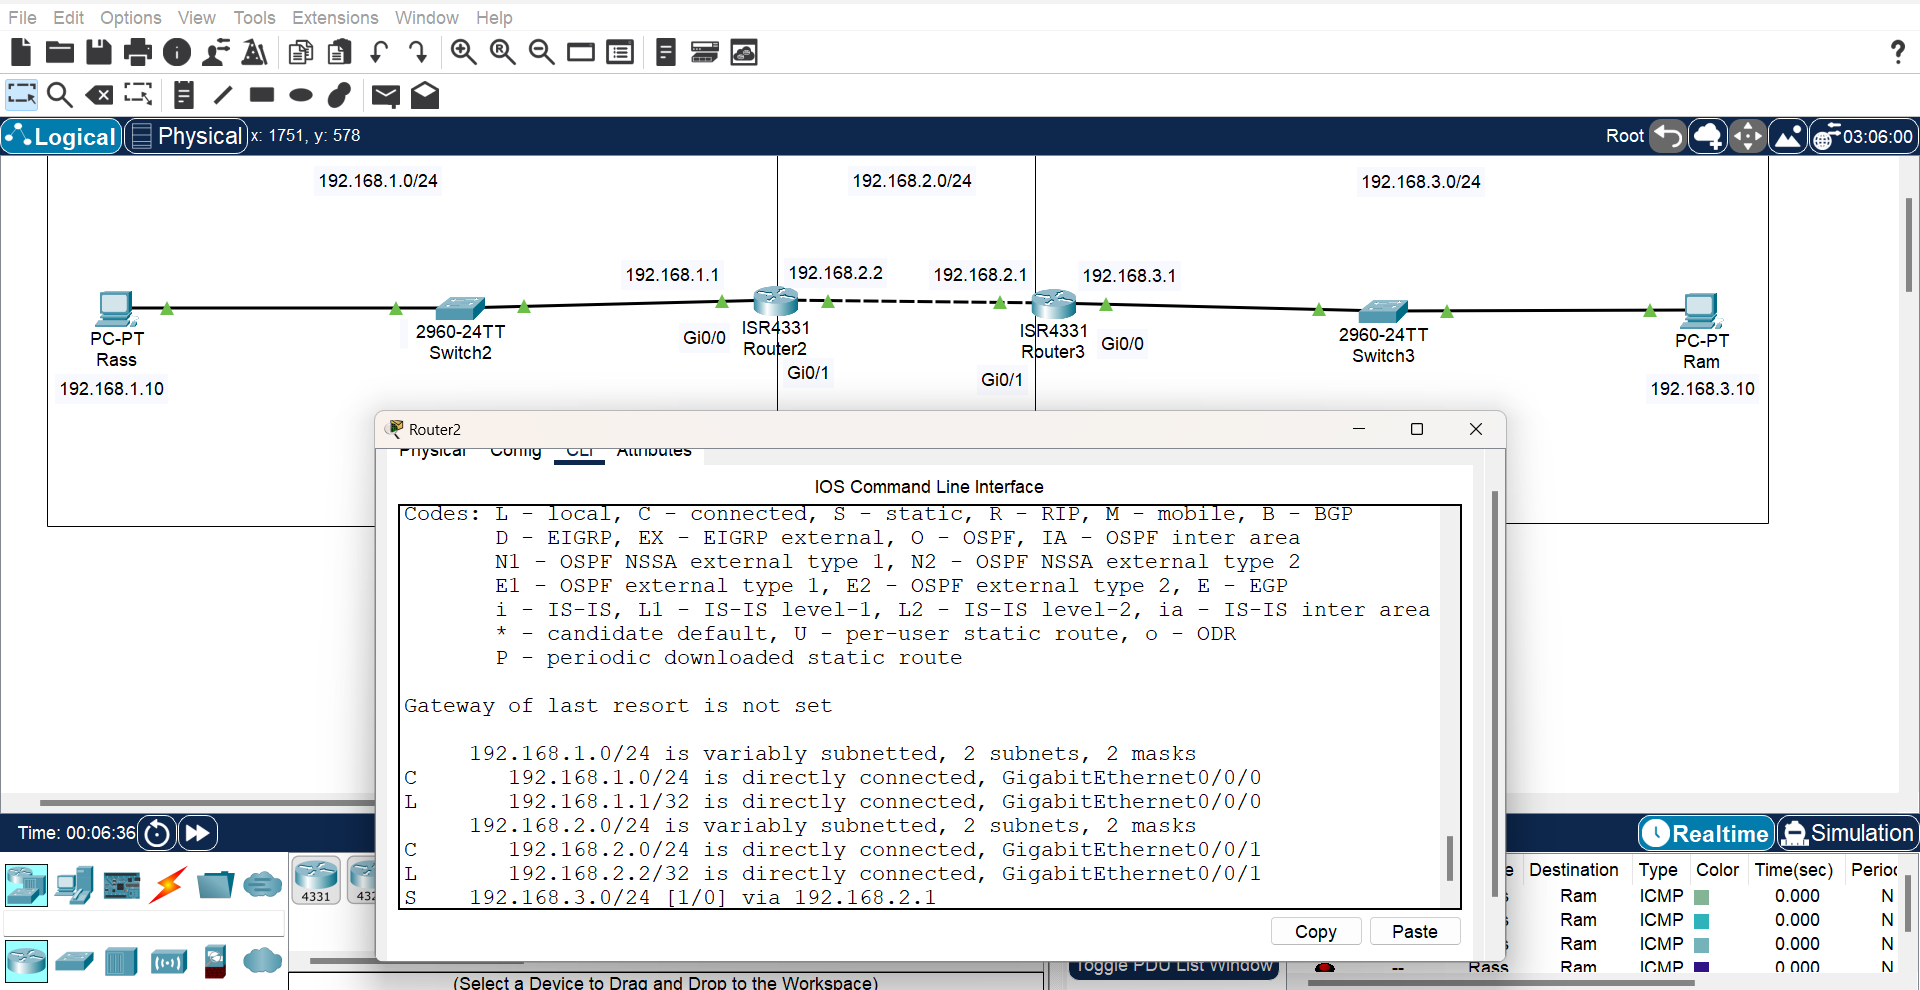 File Edit Options View Tools Extensions Window Help
Logical Physical x: 1751, y: 578 Root 03:06:00
192.168.1.0/24 192.168.2.0/24 192.168.3.0/24
192.168.1.1 192.168.2.2 192.168.2.1 192.168.3.1
PC-PT
Rass
192.168.1.10
2960-24TT
Switch2
Gi0/0
ISR4331
Router2
Gi0/1
ISR4331
Router3
Gi0/0
Gi0/1
2960-24TT
Switch3
PC-PT
Ram
192.168.3.10
Router2
Physical Config CLI Attributes
IOS Command Line Interface
Codes: L - local, C - connected, S - static, R - RIP, M - mobile, B - BGP
D - EIGRP, EX - EIGRP external, O - OSPF, IA - OSPF inter area
N1 - OSPF NSSA external type 1, N2 - OSPF NSSA external type 2
E1 - OSPF external type 1, E2 - OSPF external type 2, E - EGP
i - IS-IS, L1 - IS-IS level-1, L2 - IS-IS level-2, ia - IS-IS inter area
* - candidate default, U - per-user static route, o - ODR
P - periodic downloaded static route
Gateway of last resort is not set
192.168.1.0/24 is variably subnetted, 2 subnets, 2 masks
C 192.168.1.0/24 is directly connected, GigabitEthernet0/0/0
L 192.168.1.1/32 is directly connected, GigabitEthernet0/0/0
192.168.2.0/24 is variably subnetted, 2 subnets, 2 masks
C 192.168.2.0/24 is directly connected, GigabitEthernet0/0/1
L 192.168.2.2/32 is directly connected, GigabitEthernet0/0/1
S 192.168.3.0/24 [1/0] via 192.168.2.1
Copy Paste
Time: 00:06:36
Realtime Simulation
4331
Destination Type Color Time(sec)
Ram ICMP 0.000 N
Ram ICMP 0.000 N
Ram ICMP 0.000 N
-- Rass Ram ICMP 0.000 N
Toggle PDU List Window
(Select a Device to Drag and Drop to the Workspace)